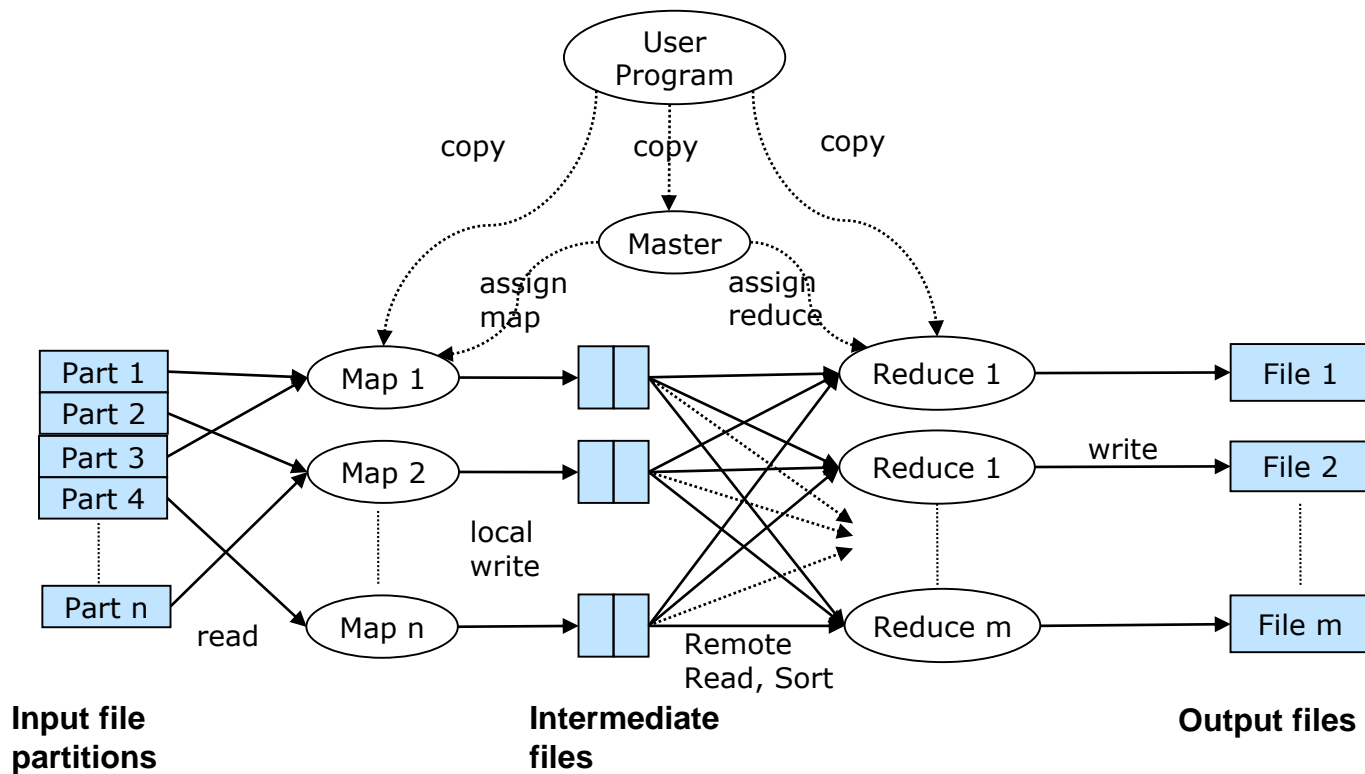 User
Program
copy
copy
copy
Master
assign
map
assign
reduce
Part 1
Map 1
Reduce 1
File 1
Part 2
Part 3
Map 2
Reduce 1
write
File 2
Part 4
local
write
Part n
read
Map n
Remote
Read, Sort
Reduce m
File m
Input file
partitions
Intermediate
files
Output files